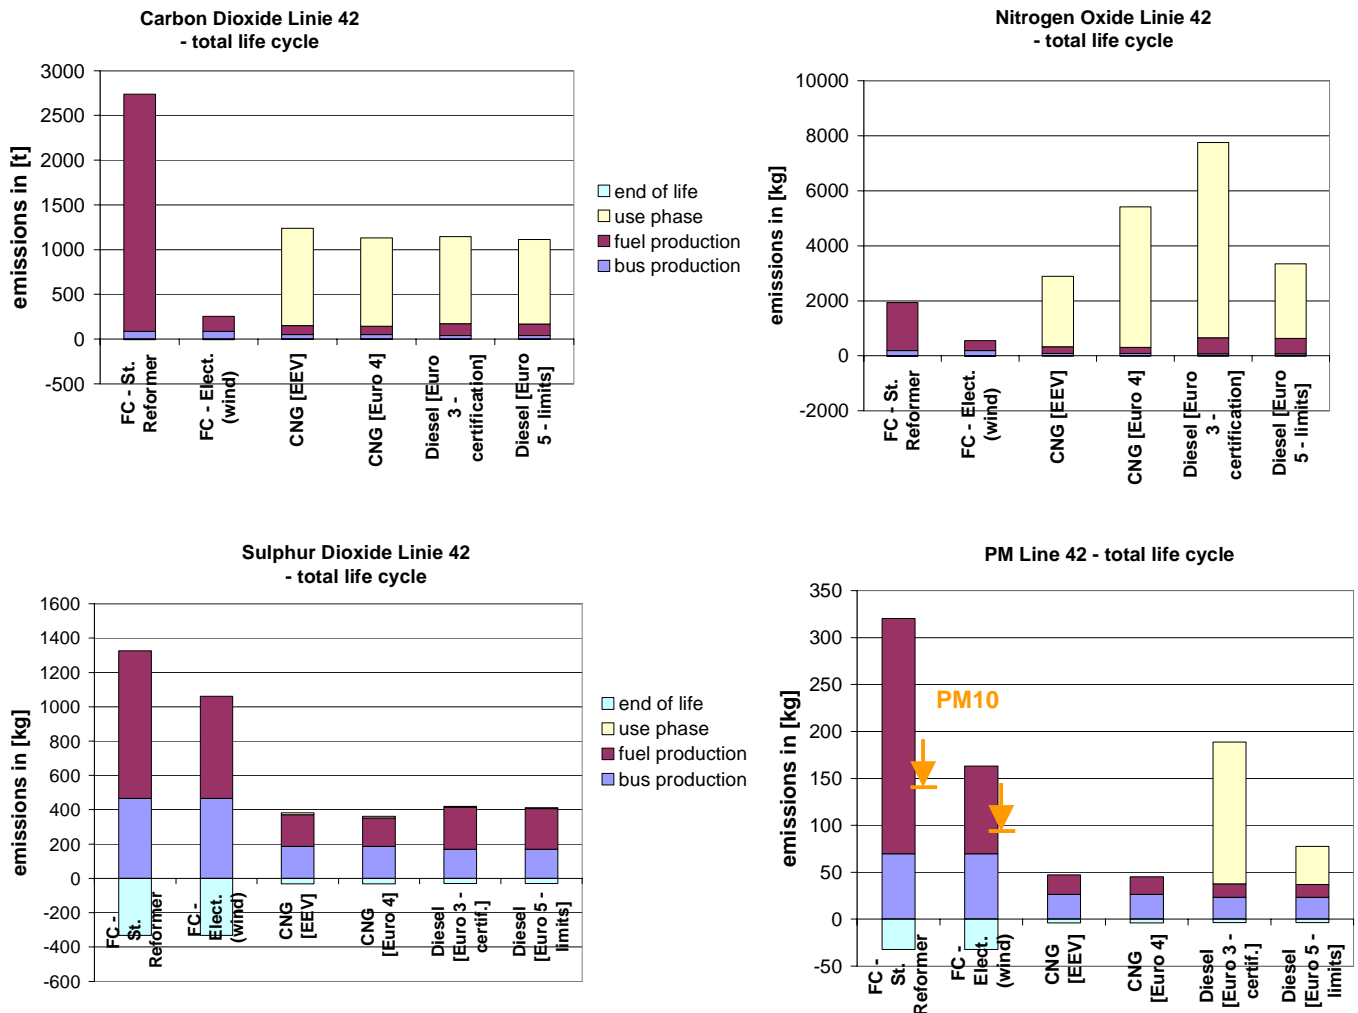 Carbon Dioxide Linie 42
- total life cycle
3000
2500
2000
1500
1000
500
0
-500
emissions in [t]
FC - St.
Reformer
FC - Elect.
(wind)
CNG [EEV]
CNG [Euro 4]
Diesel [Euro
3 -
certification]
Diesel [Euro
5 - limits]
end of life
use phase
fuel production
bus production
Nitrogen Oxide Linie 42
- total life cycle
10000
8000
6000
4000
2000
0
-2000
emissions in [kg]
FC - St.
Reformer
FC - Elect.
(wind)
CNG [EEV]
CNG [Euro 4]
Diesel [Euro
3 -
certification]
Diesel [Euro
5 - limits]
Sulphur Dioxide Linie 42
- total life cycle
1600
1400
1200
1000
800
600
400
200
0
-200
-400
-600
emissions in [kg]
FC -
St.
Reformer
FC -
Elect.
(wind)
CNG
[EEV]
CNG
[Euro 4]
Diesel
[Euro 3 -
certif.]
Diesel
[Euro 5 -
limits]
end of life
use phase
fuel production
bus production
PM Line 42 - total life cycle
350
300
250
200
150
100
50
0
-50
emissions in [kg]
PM10
FC -
St.
Reformer
FC -
Elect.
(wind)
CNG
[EEV]
CNG
[Euro 4]
Diesel
[Euro 3 -
certif.]
Diesel
[Euro 5 -
limits]